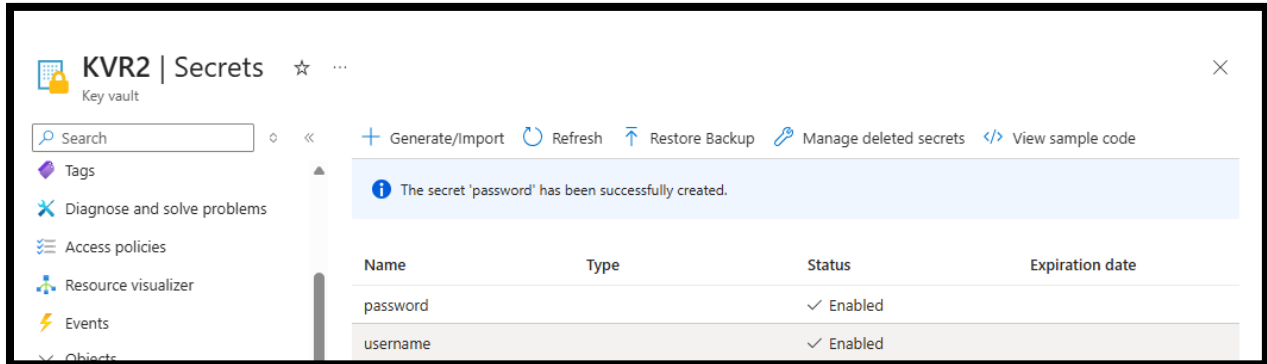 KVR2 | Secrets
Key vault
Search
Tags
Diagnose and solve problems
Access policies
Resource visualizer
Events
Objects
Generate/Import Refresh Restore Backup Manage deleted secrets View sample code
The secret 'password' has been successfully created.
Name Type Status Expiration date
password Enabled
username Enabled